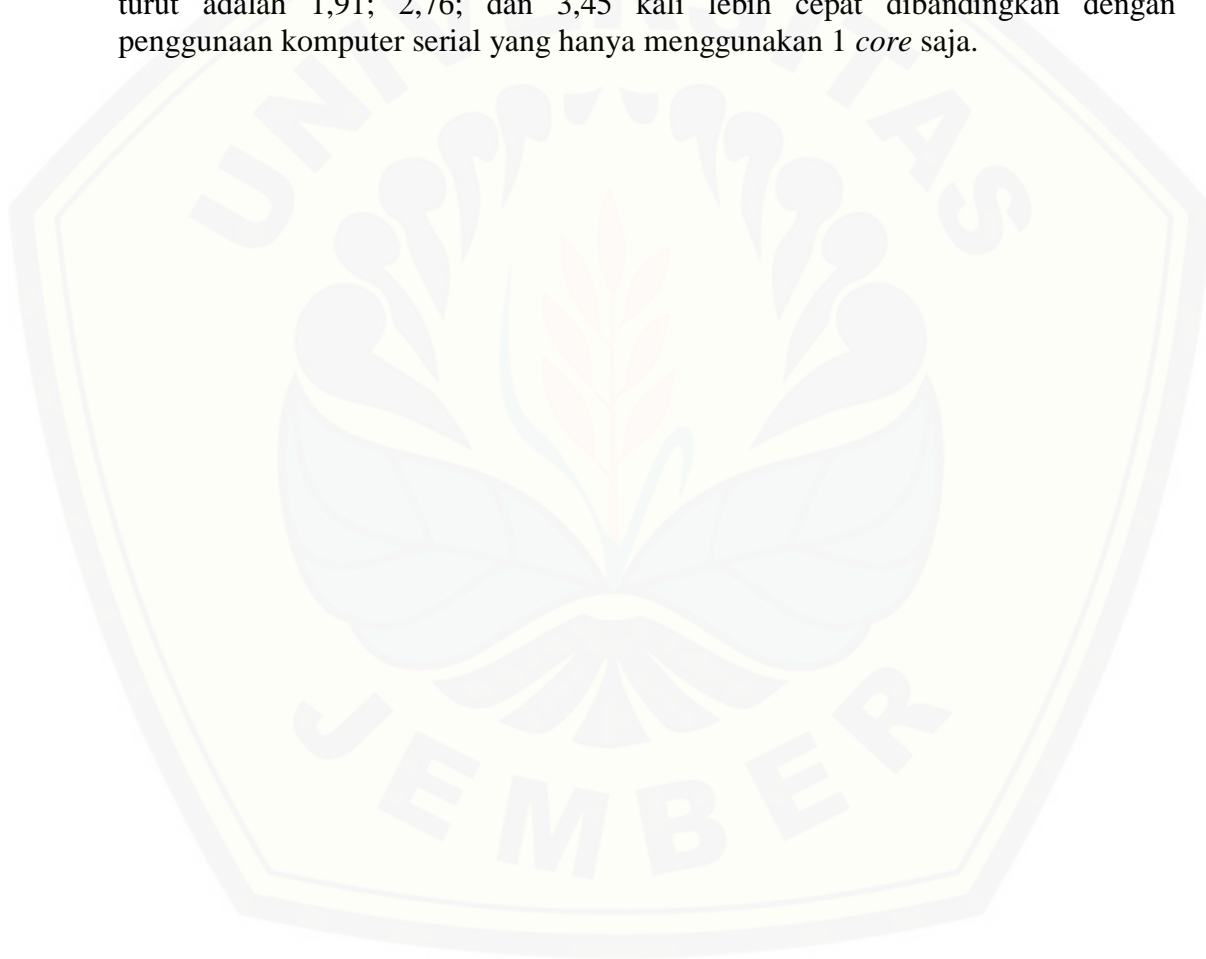 turut adalah 1,91; 2,76; dan 3,45 kali lebih cepat dibandingkan dengan
penggunaan komputer serial yang hanya menggunakan 1 core saja.
UNIVERSITAS
JEMBER